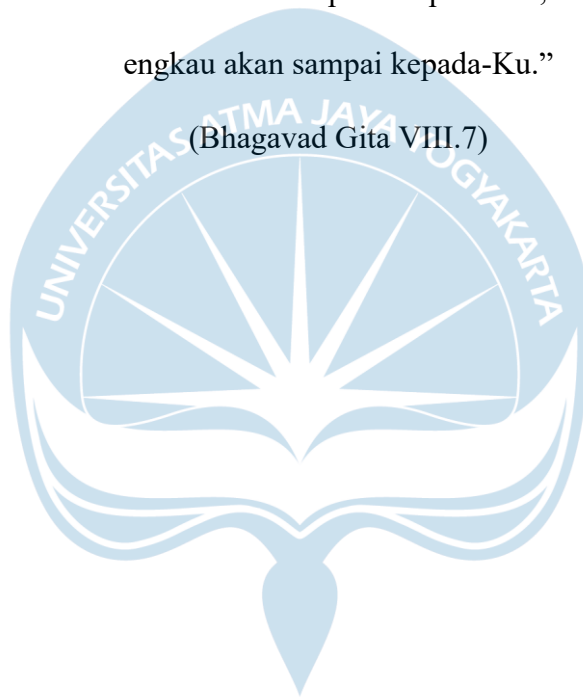 engkau akan sampai kepada-Ku.”
(Bhagavad Gita VIII.7)
UNIVERSITAS ATMA JAYA YOGYAKARTA